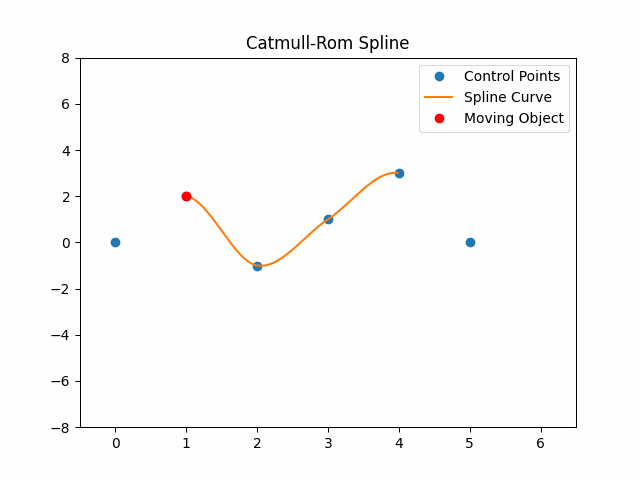 Catmull-Rom Spline
8
6
4
2
0
−2
−4
−6
−8
Control Points
Spline Curve
Moving Object
0 1 2 3 4 5 6